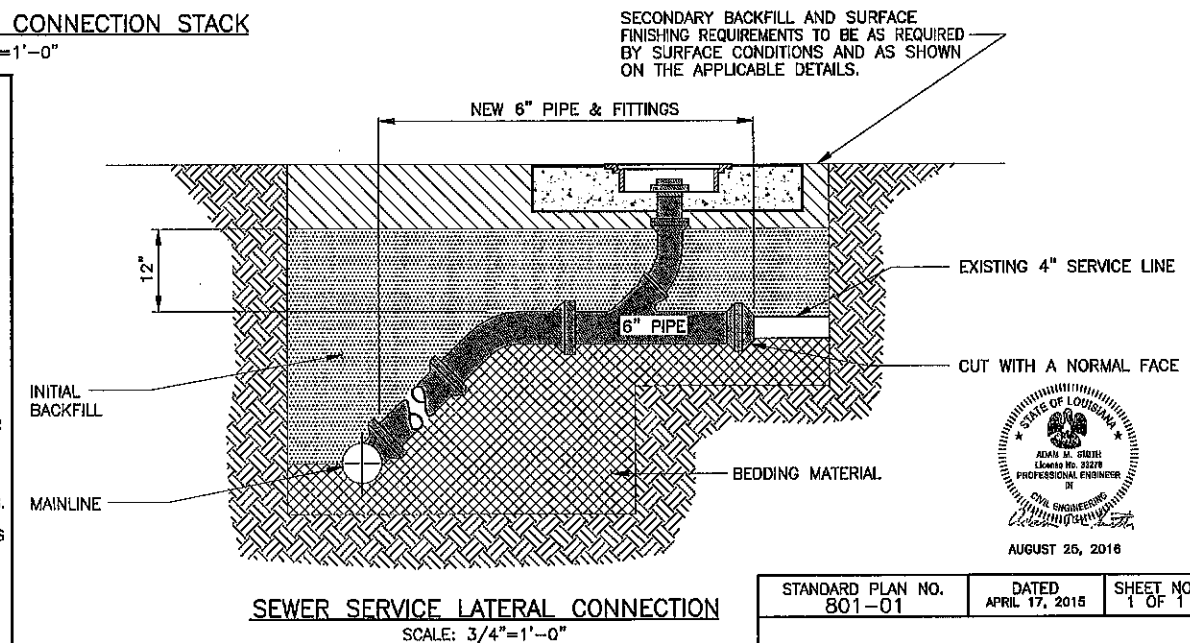 CONNECTION STACK
=1'-0"
SECONDARY BACKFILL AND SURFACE
FINISHING REQUIREMENTS TO BE AS REQUIRED
BY SURFACE CONDITIONS AND AS SHOWN
ON THE APPLICABLE DETAILS.
NEW 6" PIPE & FITTINGS
12"
EXISTING 4" SERVICE LINE
6" PIPE
CUT WITH A NORMAL FACE
INITIAL
BACKFILL
BEDDING MATERIAL
MAINLINE
STATE OF LOUISIANA
ADAM M. SMITH
License No. 33278
PROFESSIONAL ENGINEER
IN
CIVIL ENGINEERING
AUGUST 25, 2016
SEWER SERVICE LATERAL CONNECTION
SCALE: 3/4"=1'-0"
STANDARD PLAN NO.
801-01
DATED
APRIL 17, 2015
SHEET NO
1 OF 1